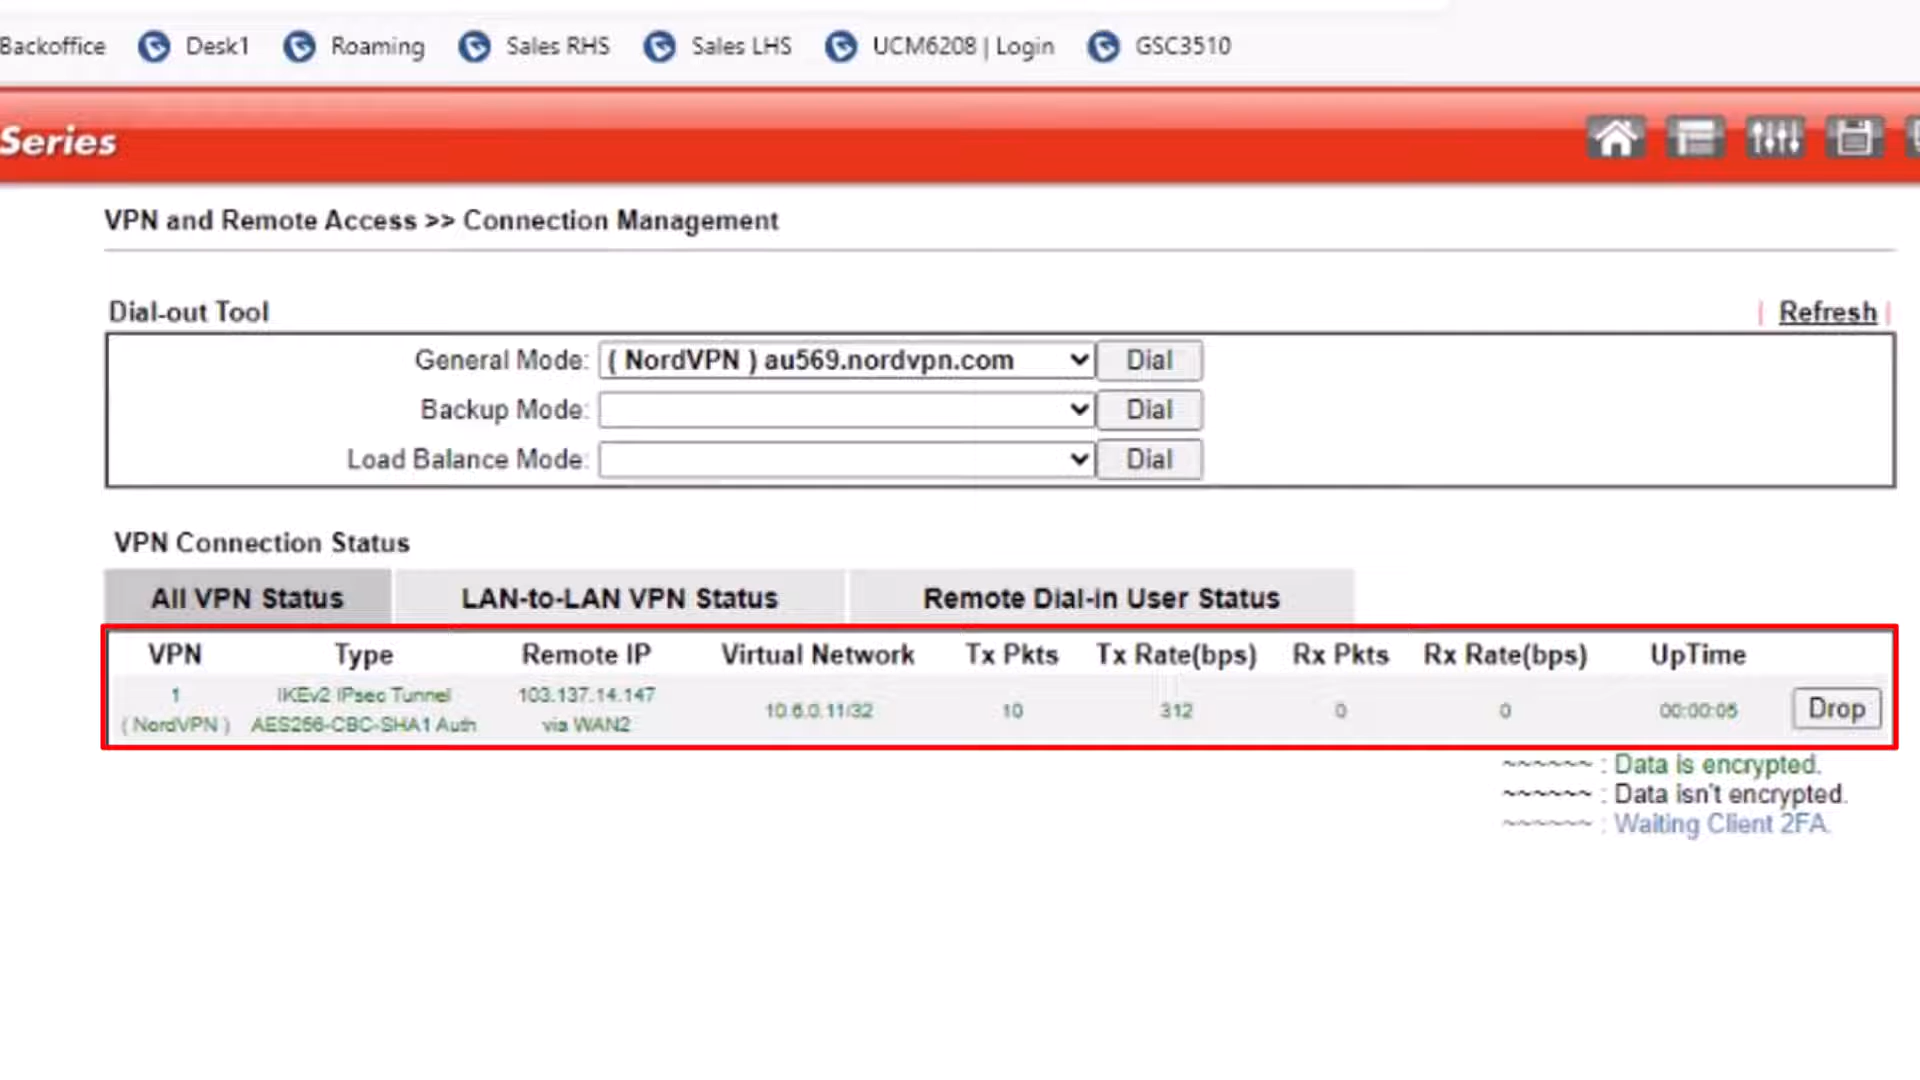 Backoffice Desk1 Roaming Sales RHS Sales LHS UCM6208 | Login GSC3510
Series
VPN and Remote Access >> Connection Management
Dial-out Tool | Refresh |
General Mode: ( NordVPN ) au569.nordvpn.com Dial
Backup Mode: Dial
Load Balance Mode: Dial
VPN Connection Status
All VPN Status LAN-to-LAN VPN Status Remote Dial-in User Status
VPN Type Remote IP Virtual Network Tx Pkts Tx Rate(bps) Rx Pkts Rx Rate(bps) UpTime
1 IKEv2 IPsec Tunnel 103.137.14.147
( NordVPN ) AES256-CBC-SHA1 Auth via WAN2 10.6.0.11/32 10 312 0 0 00:00:05 Drop
~~~~~~ : Data is encrypted.
~~~~~~ : Data isn't encrypted.
~~~~~~ : Waiting Client 2FA.